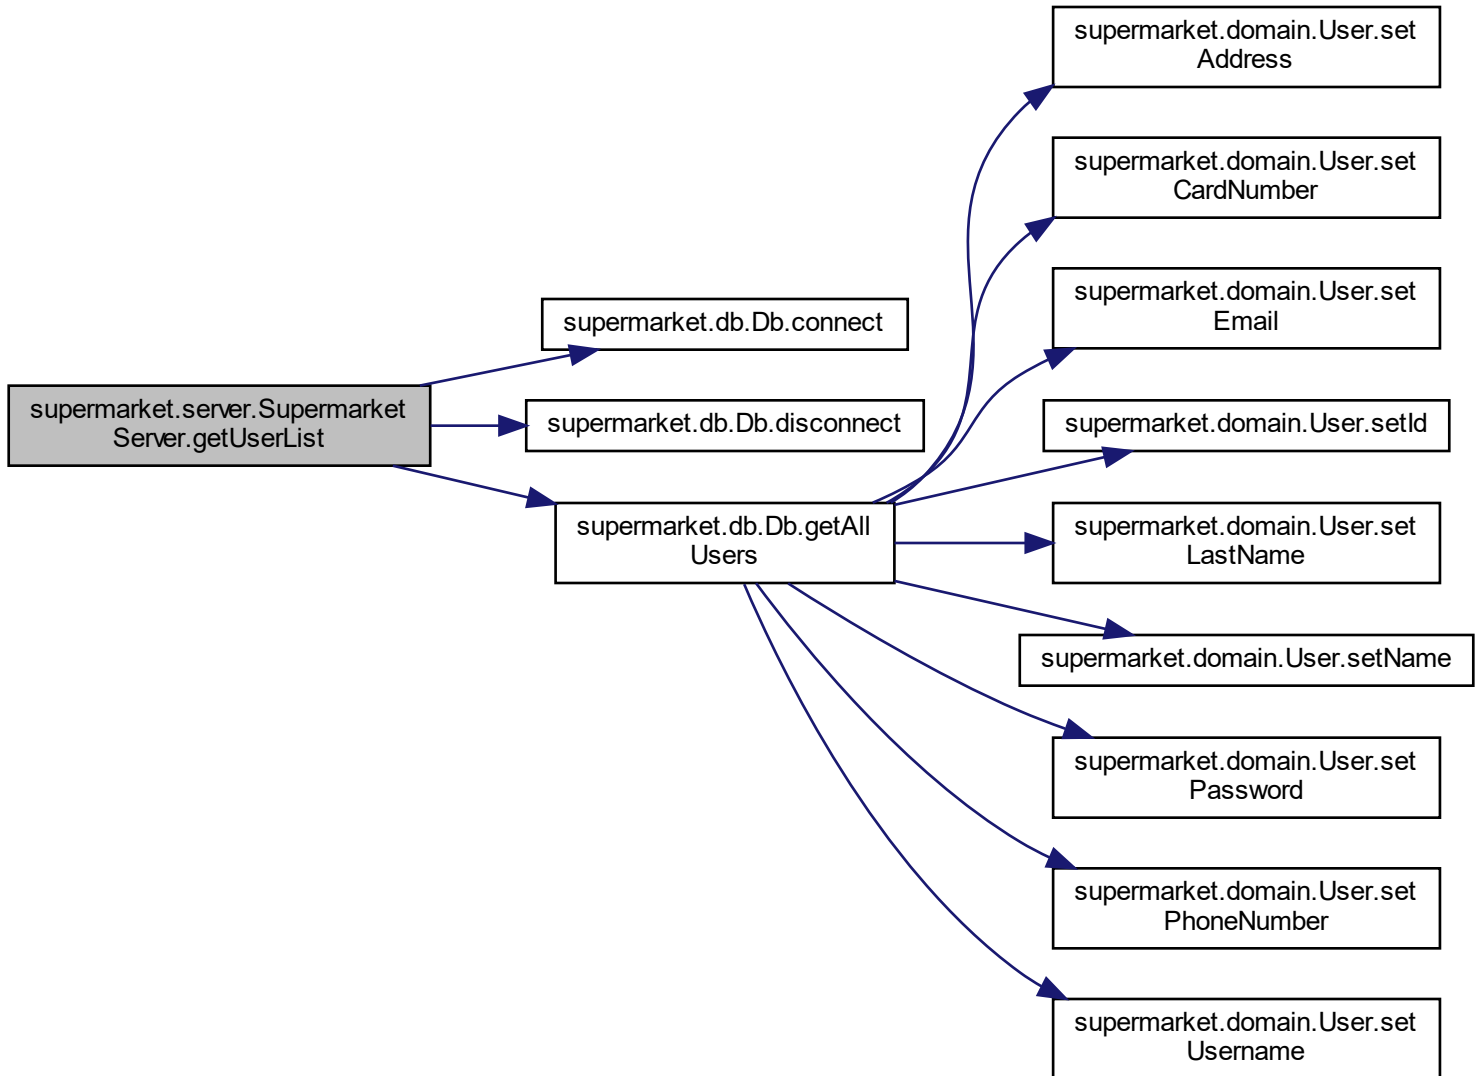 supermarket.server.Supermarket
Server.getUserList
supermarket.db.Db.connect
supermarket.db.Db.disconnect
supermarket.db.Db.getAll
Users
supermarket.domain.User.set
Address
supermarket.domain.User.set
CardNumber
supermarket.domain.User.set
Email
supermarket.domain.User.setId
supermarket.domain.User.set
LastName
supermarket.domain.User.setName
supermarket.domain.User.set
Password
supermarket.domain.User.set
PhoneNumber
supermarket.domain.User.set
Username